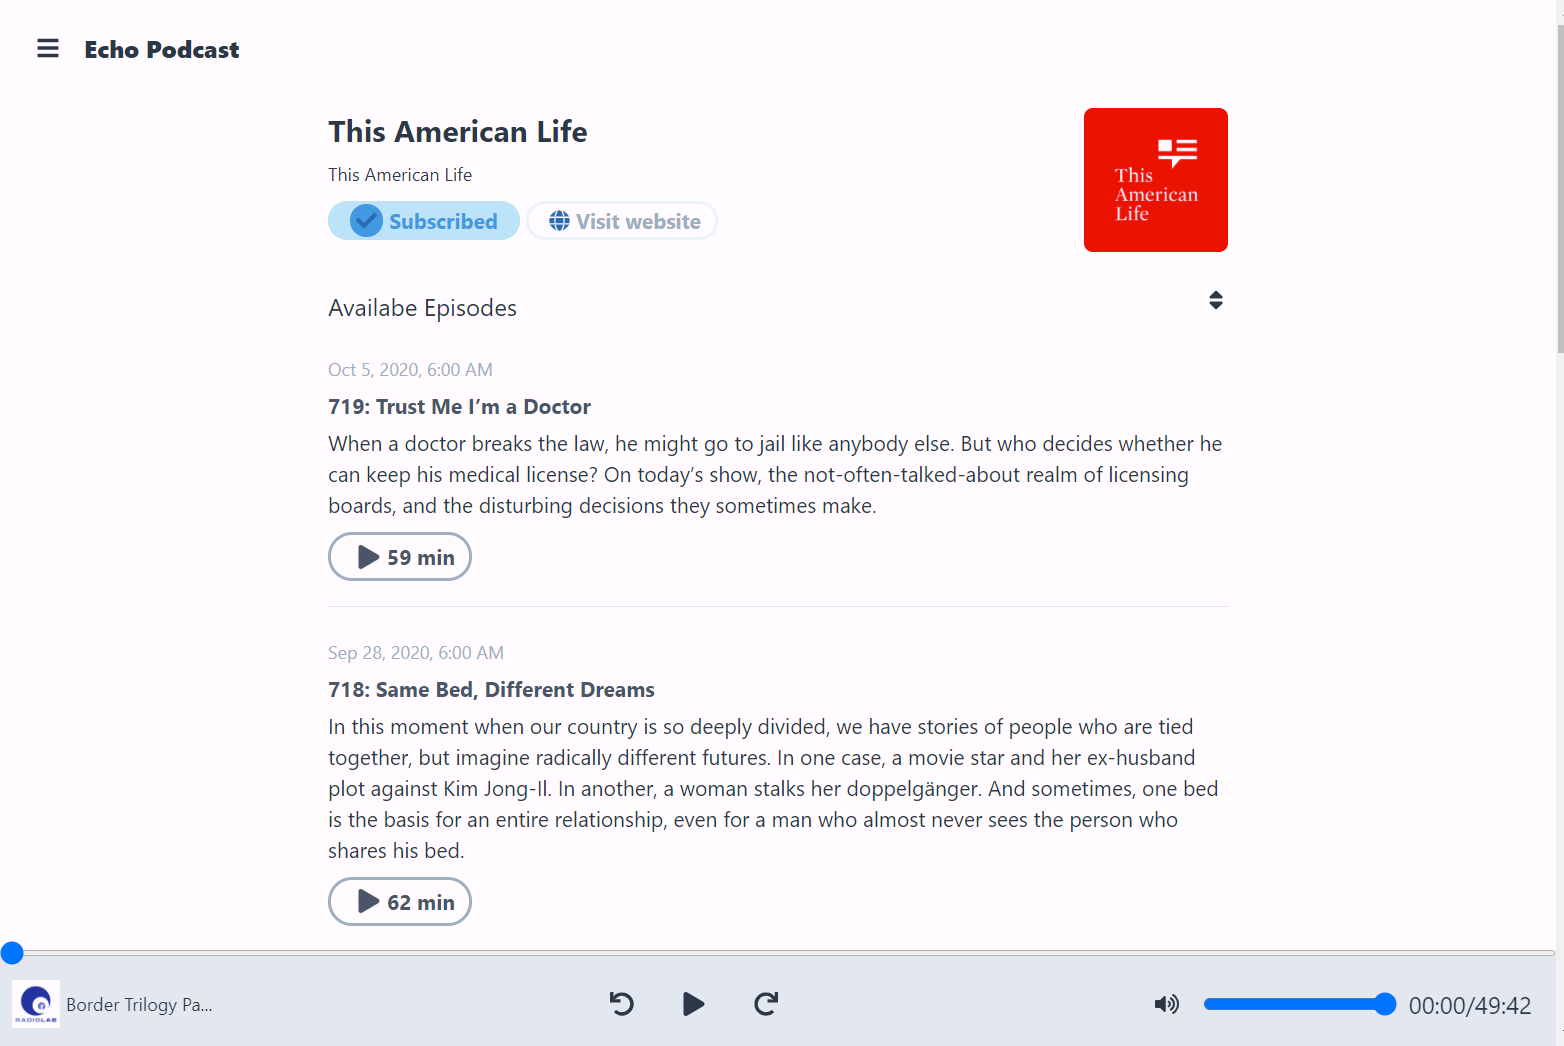 Echo Podcast
This American Life
This American Life
Subscribed
Visit website
This
American
Life
Availabe Episodes
Oct 5, 2020, 6:00 AM
719: Trust Me I’m a Doctor
When a doctor breaks the law, he might go to jail like anybody else. But who decides whether he
can keep his medical license? On today’s show, the not-often-talked-about realm of licensing
boards, and the disturbing decisions they sometimes make.
59 min
Sep 28, 2020, 6:00 AM
718: Same Bed, Different Dreams
In this moment when our country is so deeply divided, we have stories of people who are tied
together, but imagine radically different futures. In one case, a movie star and her ex-husband
plot against Kim Jong-Il. In another, a woman stalks her doppelgänger. And sometimes, one bed
is the basis for an entire relationship, even for a man who almost never sees the person who
shares his bed.
62 min
RADIOLAB
Border Trilogy Pa...
00:00/49:42